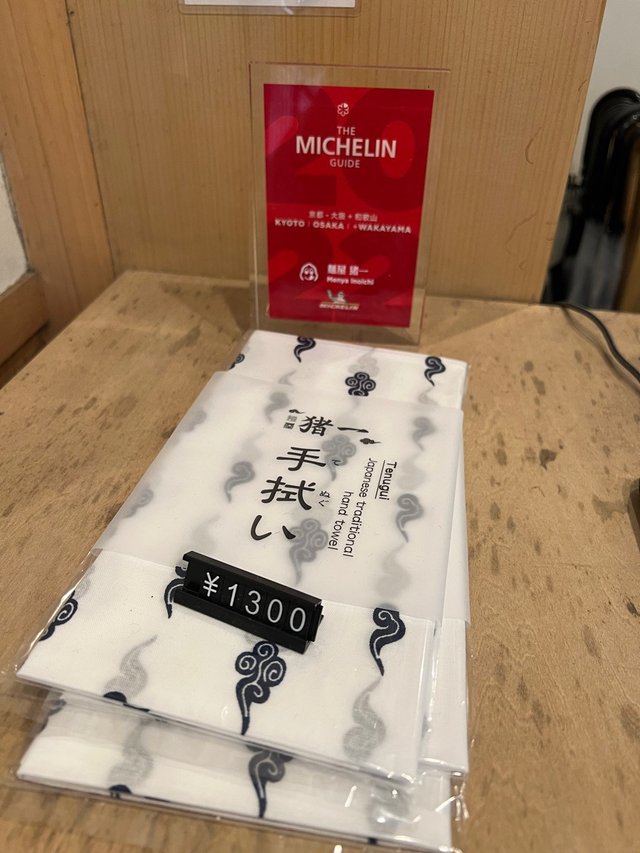 THE
MICHELIN
GUIDE
京都・大阪+和歌山
KYOTO | OSAKA | +WAKAYAMA
麺屋 猪一
Menya Inoichi
MICHELIN
猪一
手拭い
Tenugui
Japanese traditional
hand towel
¥1300